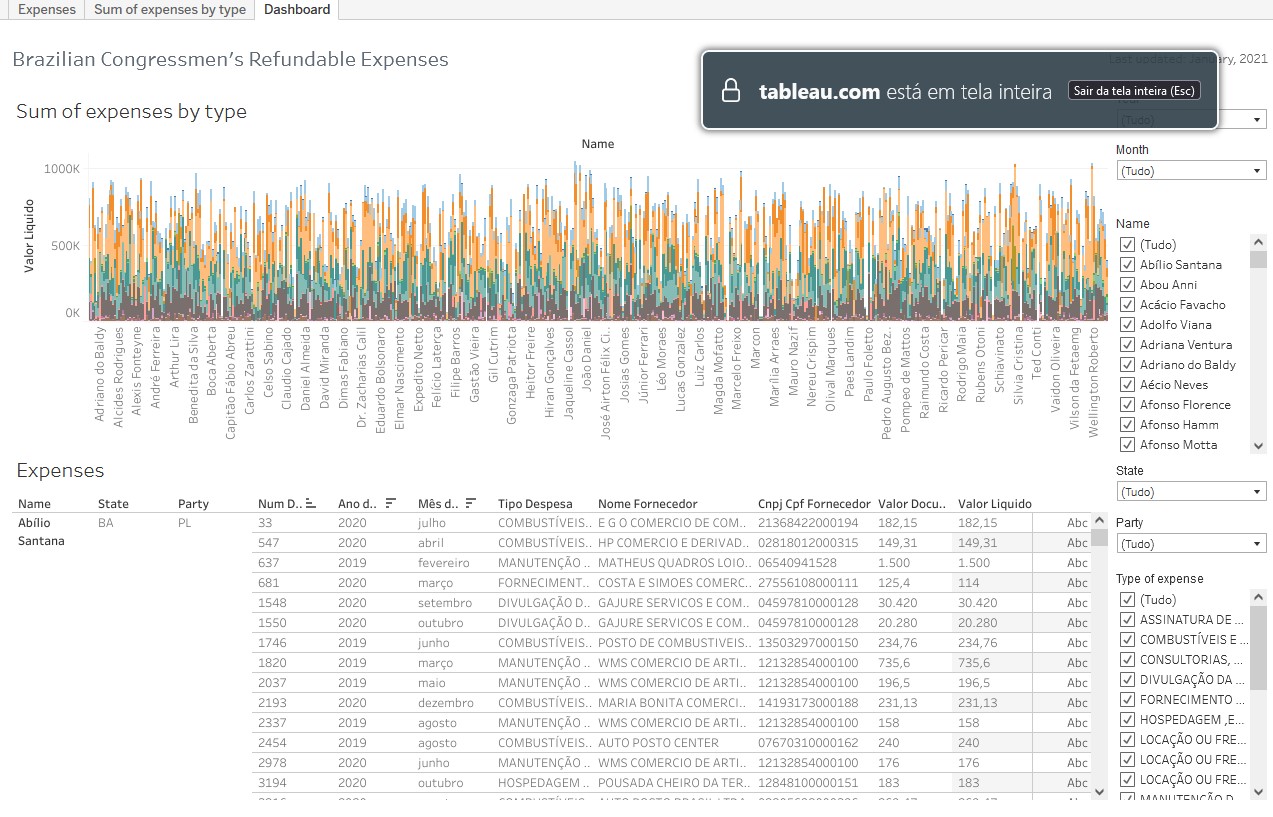 Expenses
Sum of expenses by type
Dashboard
Brazilian Congressmen's Refundable Expenses
Last updated: January, 2021
tableau.com está em tela inteira
Sair da tela inteira (Esc)
Sum of expenses by type
(Tudo)
Name
Month
(Tudo)
Valor Liquido
1000K
500K
0K
Adriano do Baldy
Alcides Rodrigues
Alexis Fonteyne
André Ferreira
Arthur Lira
Benedita da Silva
Boca Aberta
Capitão Fábio Abreu
Carlos Zarattini
Celso Sabino
Claudio Cajado
Daniel Almeida
David Miranda
Dimas Fabiano
Dr. Zacharias Calil
Eduardo Bolsonaro
Elmar Nascimento
Expedito Netto
Felício Laterça
Filipe Barros
Gastão Vieira
Gil Cutrim
Gonzaga Patriota
Heitor Freire
Hiran Gonçalves
Jaqueline Cassol
João Daniel
José Airton Félix Ci..
Josias Gomes
Júnior Ferrari
Léo Moraes
Lucas Gonzalez
Luiz Carlos
Magda Mofatto
Marcelo Freixo
Marcon
Marília Arraes
Mauro Nazif
Nereu Crispim
Olival Marques
Paes Landim
Paulo Foletto
Pedro Augusto Bez..
Pompeo de Mattos
Raimundo Costa
Ricardo Pericar
Rodrigo Maia
Rubens Otoni
Schiavinato
Silvia Cristina
Ted Conti
Vaidon Oliveira
Vilson da Fetaemg
Wellington Roberto
Name
(Tudo)
Abílio Santana
Abou Anni
Acácio Favacho
Adolfo Viana
Adriana Ventura
Adriano do Baldy
Aécio Neves
Afonso Florence
Afonso Hamm
Afonso Motta
State
(Tudo)
Party
(Tudo)
Type of expense
(Tudo)
ASSINATURA DE ...
COMBUSTÍVEIS E ...
CONSULTORIAS, ...
DIVULGAÇÃO DA ...
FORNECIMENTO ...
HOSPEDAGEM ,E...
LOCAÇÃO OU FRE...
LOCAÇÃO OU FRE...
LOCAÇÃO OU FRE...
MANUTENÇÃO D...
Expenses
Name State Party Num D.. Ano d.. Mês d.. Tipo Despesa Nome Fornecedor Cnpj Cpf Fornecedor Valor Docu.. Valor Liquido
Abílio Santana BA PL 33 2020 julho COMBUSTÍVEIS.. E G O COMERCIO DE COM.. 21368422000194 182,15 182,15 Abc
547 2020 abril COMBUSTÍVEIS.. HP COMERCIO E DERIVAD.. 02818012000315 149,31 149,31 Abc
637 2019 fevereiro MANUTENÇÃO .. MATHEUS QUADROS LOIO.. 06540941528 1.500 1.500 Abc
681 2020 março FORNECIMENT.. COSTA E SIMOES COMERC.. 27556108000111 125,4 114 Abc
1548 2020 setembro DIVULGAÇÃO D.. GAJURE SERVICOS E COM.. 04597810000128 30.420 30.420 Abc
1550 2020 outubro DIVULGAÇÃO D.. GAJURE SERVICOS E COM.. 04597810000128 20.280 20.280 Abc
1746 2019 junho COMBUSTÍVEIS.. POSTO DE COMBUSTIVEIS.. 13503297000150 234,76 234,76 Abc
1820 2019 março MANUTENÇÃO .. WMS COMERCIO DE ARTI.. 12132854000100 735,6 735,6 Abc
2037 2019 maio MANUTENÇÃO .. WMS COMERCIO DE ARTI.. 12132854000100 196,5 196,5 Abc
2193 2020 dezembro COMBUSTÍVEIS.. MARIA BONITA COMERCI.. 14193173000188 231,13 231,13 Abc
2337 2019 agosto MANUTENÇÃO .. WMS COMERCIO DE ARTI.. 12132854000100 158 158 Abc
2454 2019 agosto COMBUSTÍVEIS.. AUTO POSTO CENTER 07670310000162 240 240 Abc
2978 2020 junho MANUTENÇÃO .. WMS COMERCIO DE ARTI.. 12132854000100 176 176 Abc
3194 2020 outubro HOSPEDAGEM .. POUSADA CHEIRO DA TER.. 12848100000151 183 183 Abc